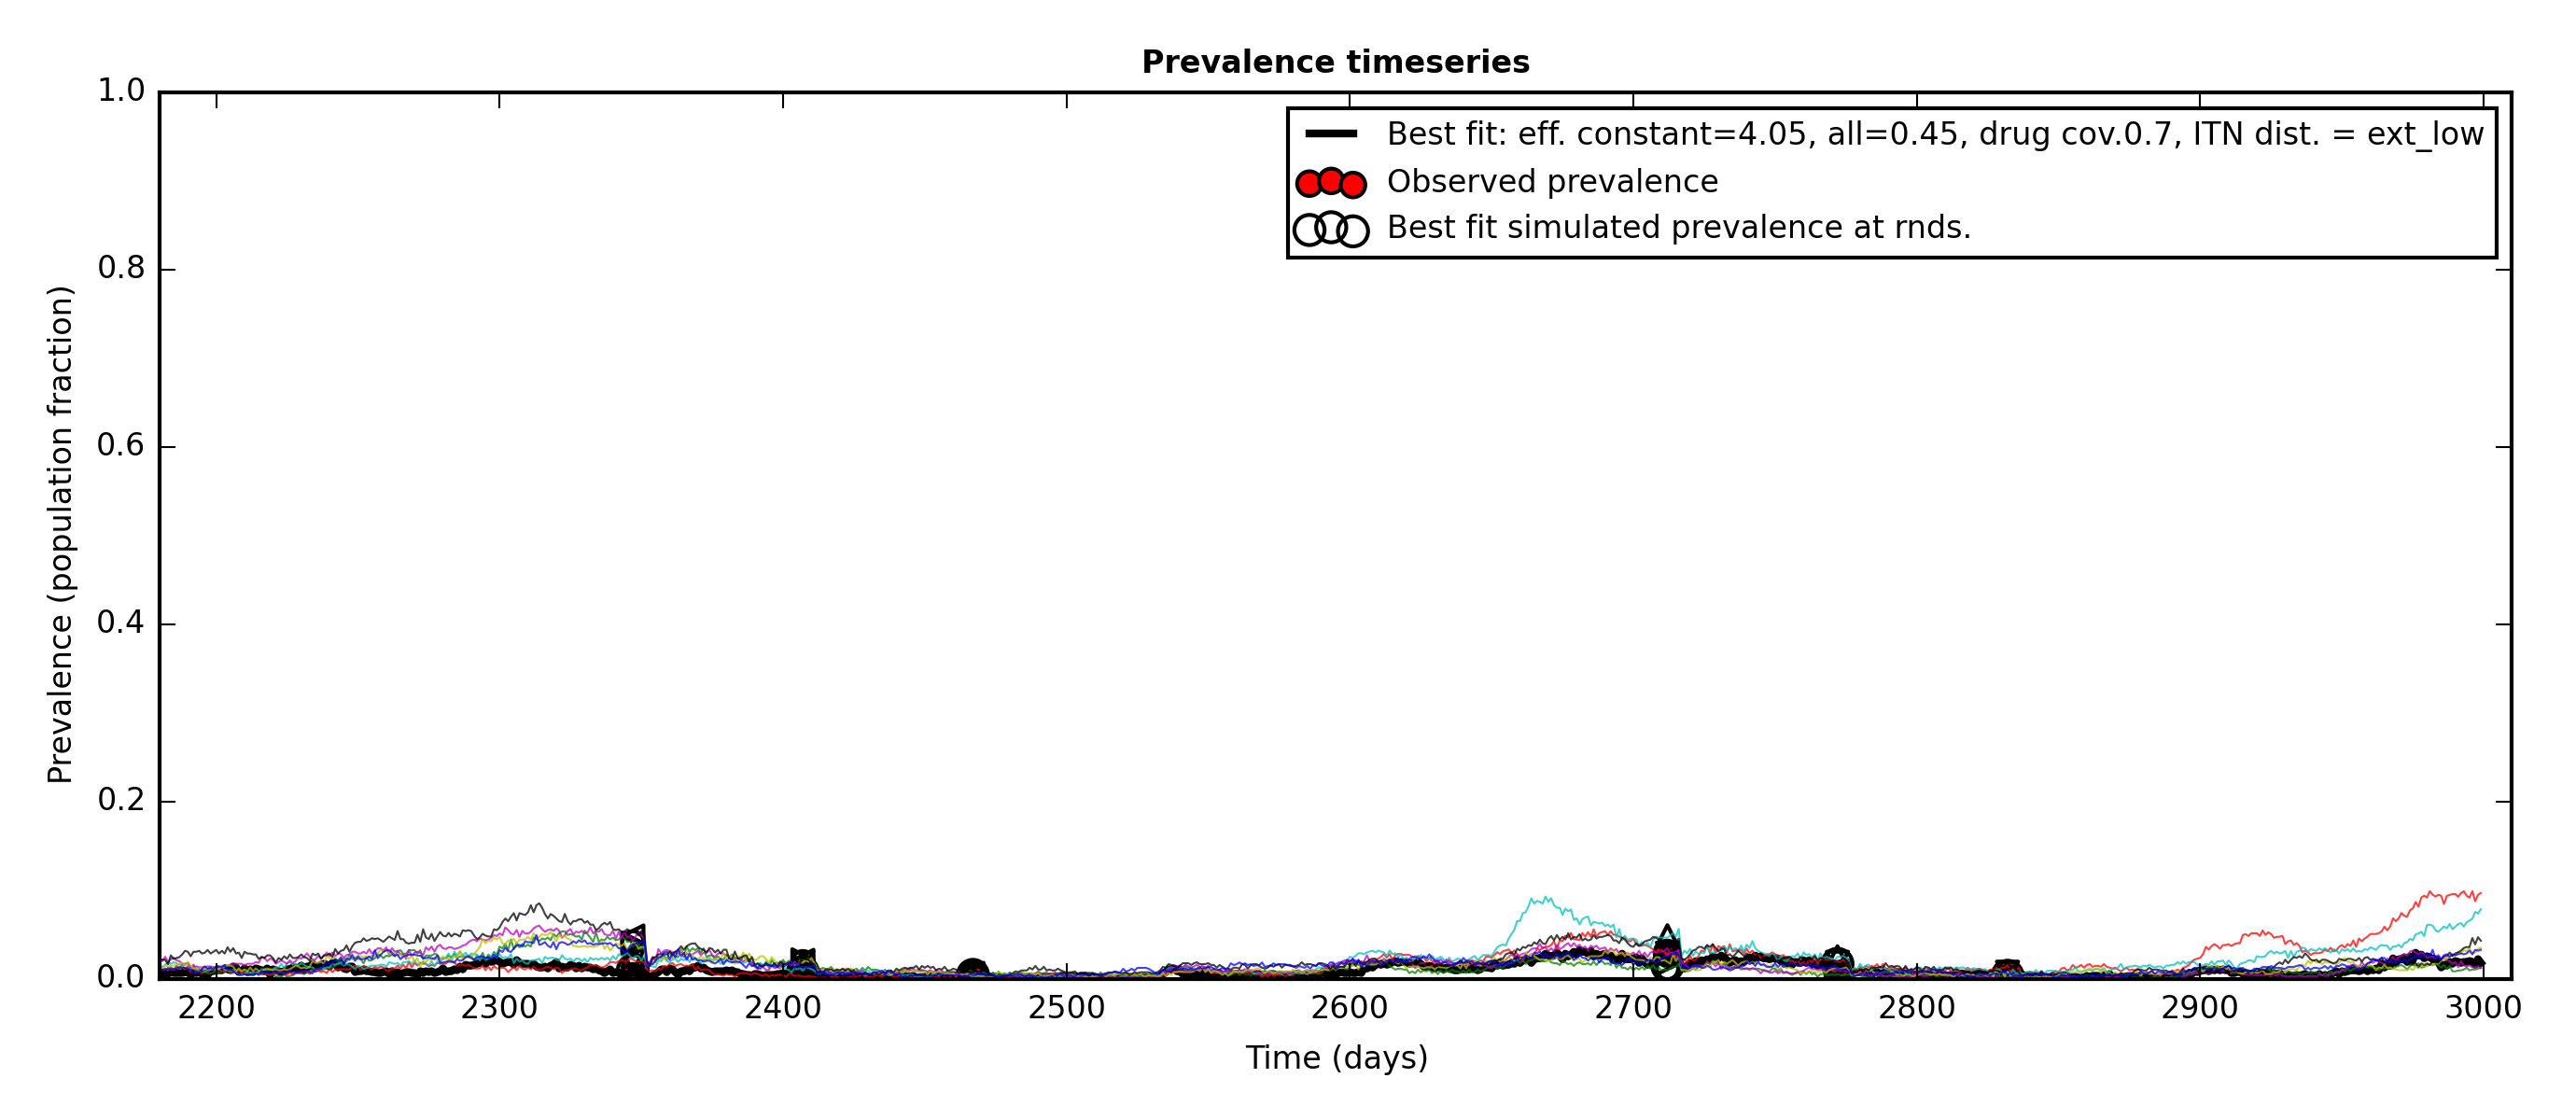 Prevalence timeseries
1.0
0.8
0.6
0.4
0.2
0.0
Prevalence (population fraction)
Best fit: eff. constant=4.05, all=0.45, drug cov.0.7, ITN dist. = ext_low
Observed prevalence
Best fit simulated prevalence at rnds.
2200 2300 2400 2500 2600 2700 2800 2900 3000
Time (days)